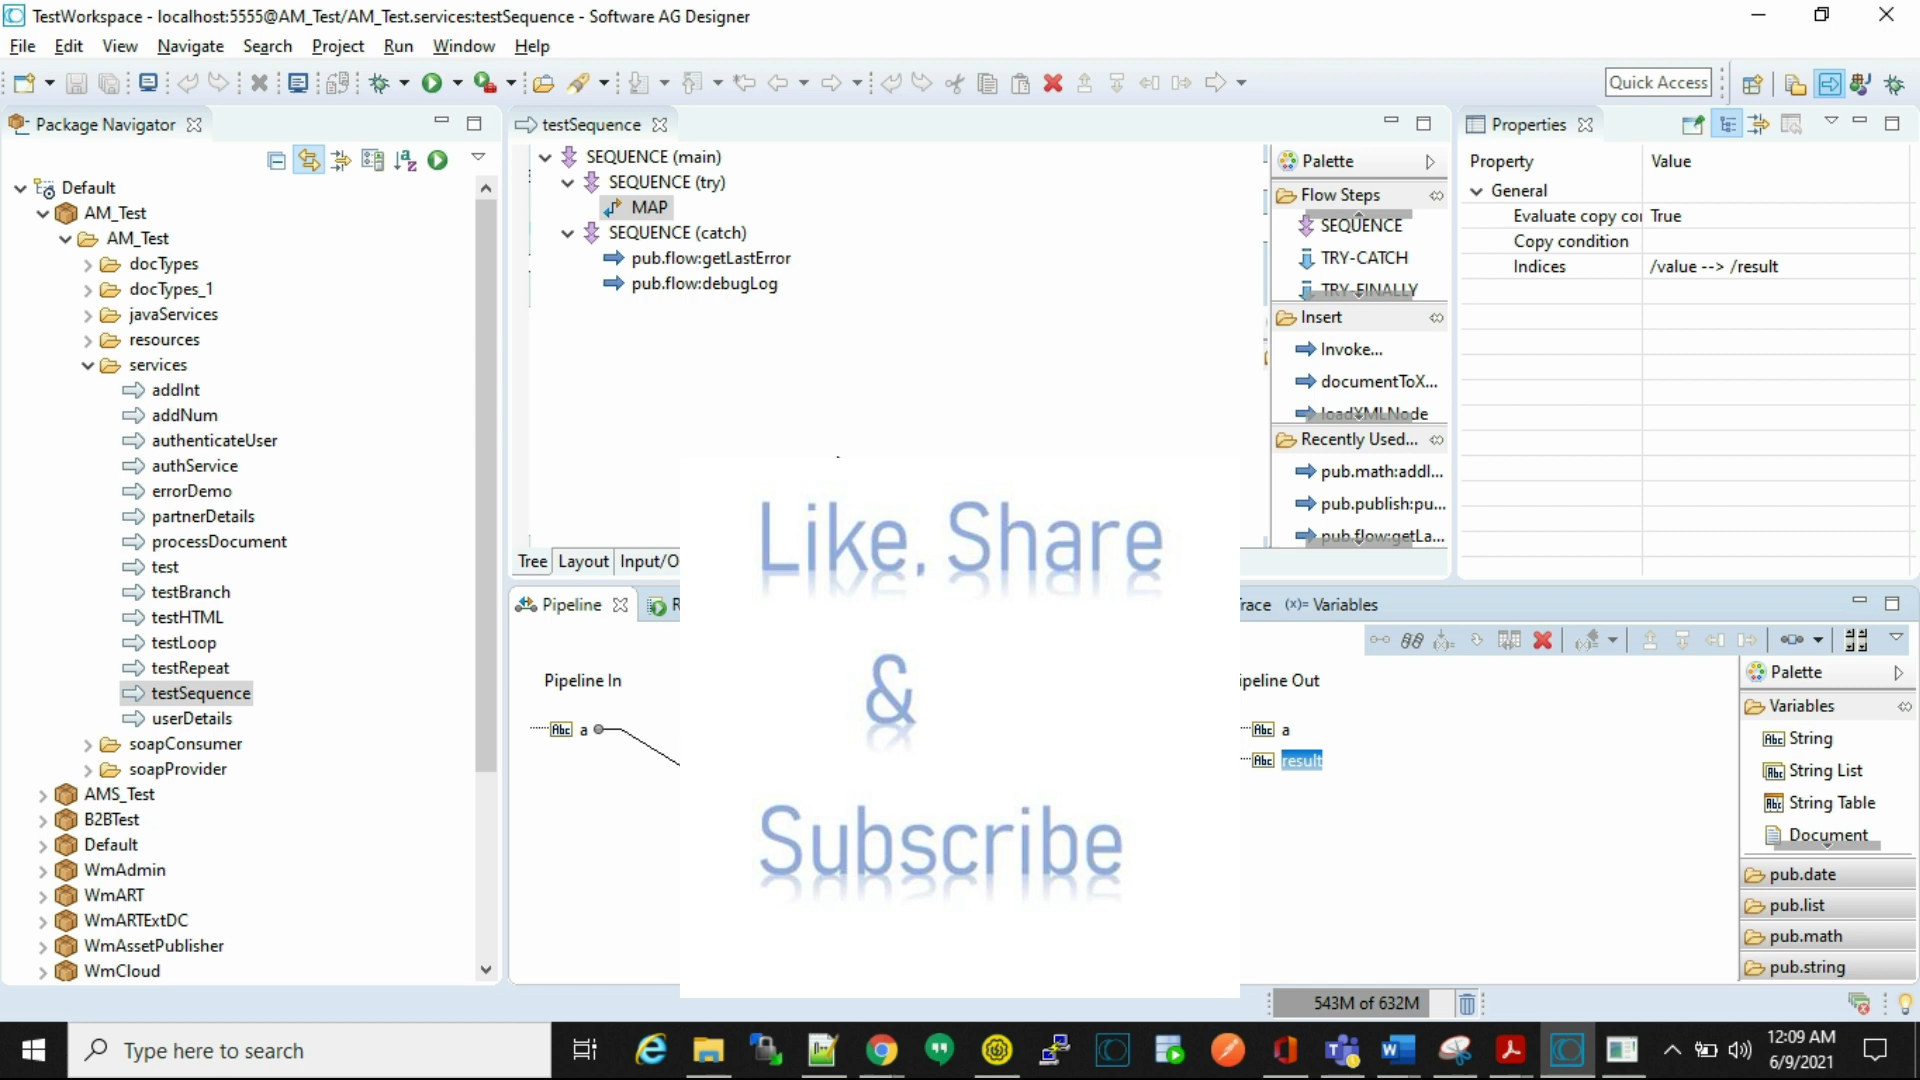 TestWorkspace - localhost:5555@AM_Test/AM_Test.services:testSequence - Software AG Designer
File Edit View Navigate Search Project Run Window Help
Quick Access
Package Navigator
Default
AM_Test
AM_Test
docTypes
docTypes_1
javaServices
resources
services
addInt
addNum
authenticateUser
authService
errorDemo
partnerDetails
processDocument
test
testBranch
testHTML
testLoop
testRepeat
testSequence
userDetails
soapConsumer
soapProvider
AMS_Test
B2BTest
Default
WmAdmin
WmART
WmARTExtDC
WmAssetPublisher
WmCloud
testSequence
SEQUENCE (main)
SEQUENCE (try)
MAP
SEQUENCE (catch)
pub.flow:getLastError
pub.flow:debugLog
Tree Layout Input/O
Palette
Flow Steps
SEQUENCE
TRY-CATCH
TRY-FINALLY
Insert
Invoke...
documentToX...
loadXMLNode
Recently Used...
pub.math:addI...
pub.publish:pu...
pub.flow:getLa...
Properties
Property Value
General
Evaluate copy co True
Copy condition
Indices /value --> /result
Like, Share
&
Subscribe
Pipeline
race (x)= Variables
Pipeline In
Abc a
ipeline Out
Abc a
Abc result
Palette
Variables
Abc String
Abc String List
Abc String Table
Document
pub.date
pub.list
pub.math
pub.string
543M of 632M
Type here to search
12:09 AM
6/9/2021